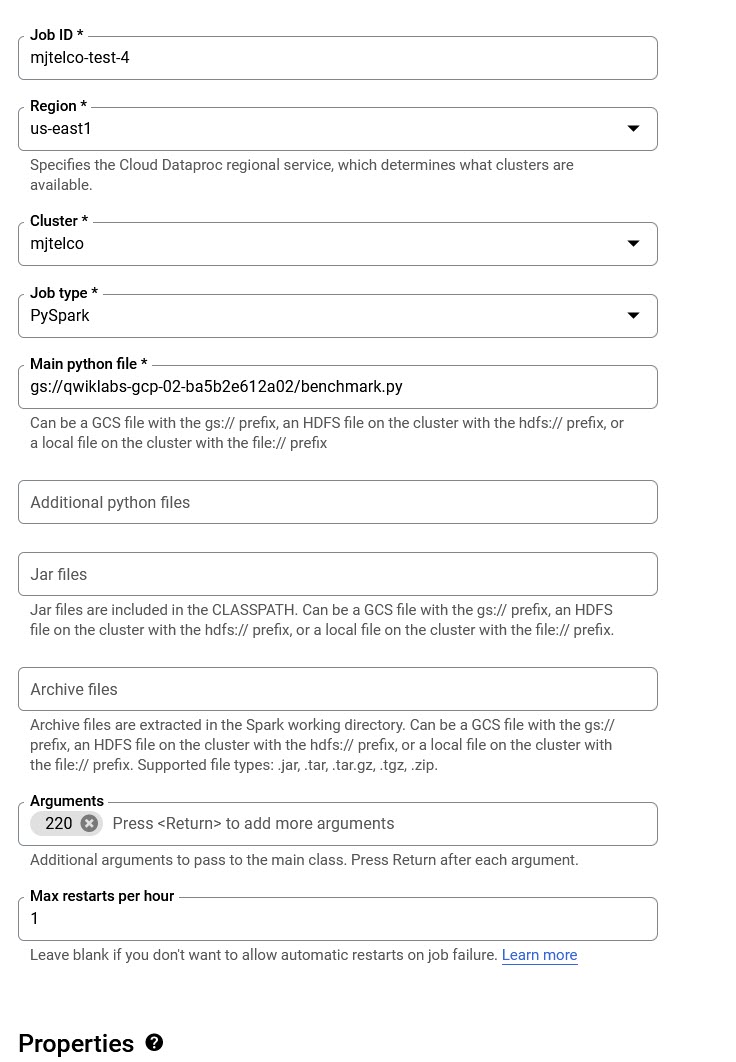 Job ID *
mjtelco-test-4
Region *
us-east1
Specifies the Cloud Dataproc regional service, which determines what clusters are
available.
Cluster *
mjtelco
Job type *
PySpark
Main python file *
gs://qwiklabs-gcp-02-ba5b2e612a02/benchmark.py
Can be a GCS file with the gs:// prefix, an HDFS file on the cluster with the hdfs:// prefix, or
a local file on the cluster with the file:// prefix
Additional python files
Jar files
Jar files are included in the CLASSPATH. Can be a GCS file with the gs:// prefix, an HDFS
file on the cluster with the hdfs:// prefix, or a local file on the cluster with the file:// prefix.
Archive files
Archive files are extracted in the Spark working directory. Can be a GCS file with the gs://
prefix, an HDFS file on the cluster with the hdfs:// prefix, or a local file on the cluster with
the file:// prefix. Supported file types: .jar, .tar, .tar.gz, .tgz, .zip.
Arguments
220 Press <Return> to add more arguments
Additional arguments to pass to the main class. Press Return after each argument.
Max restarts per hour
1
Leave blank if you don't want to allow automatic restarts on job failure. Learn more
Properties ?